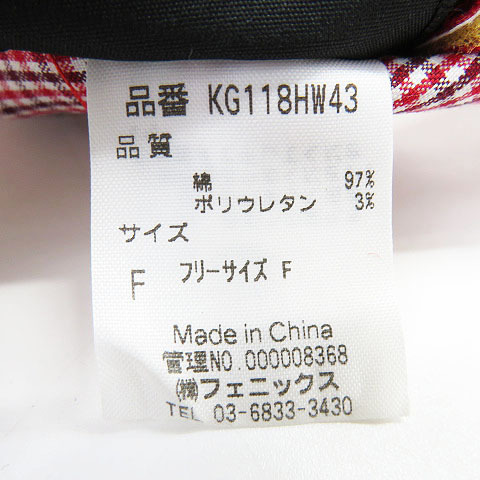 品番 KG118HW43
品質
綿 97%
ポリウレタン 3%
サイズ
F フリーサイズ F
Made in China
管理NO. 000008368
㈱フェニックス
TEL 03-6833-3430